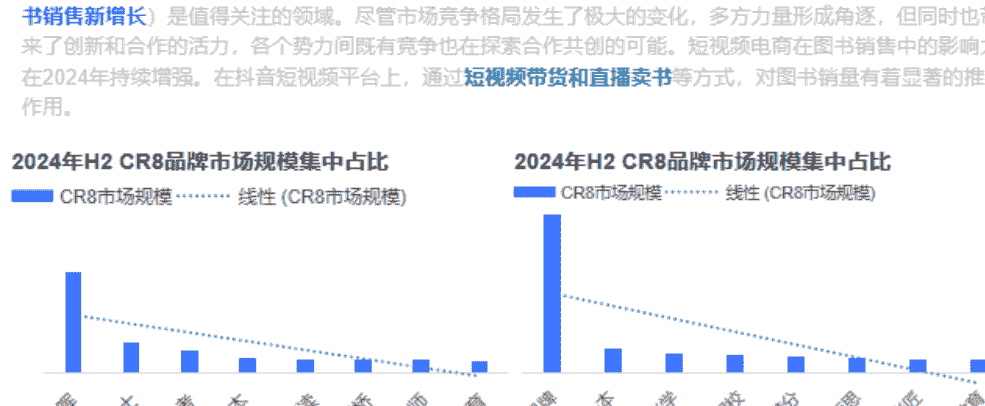 书销售新增长）是值得关注的领域。尽管市场竞争格局发生了极大的变化，多方力量形成角逐，但同时也带
来了创新和合作的活力，各个势力间既有竞争也在探索合作共创的可能。短视频电商在图书销售中的影响力
在2024年持续增强。在抖音短视频平台上，通过短视频带货和直播卖书等方式，对图书销量有着显著的推
作用。
2024年H2 CR8品牌市场规模集中占比
CR8市场规模 线性 (CR8市场规模)
2024年H2 CR8品牌市场规模集中占比
CR8市场规模 线性 (CR8市场规模)